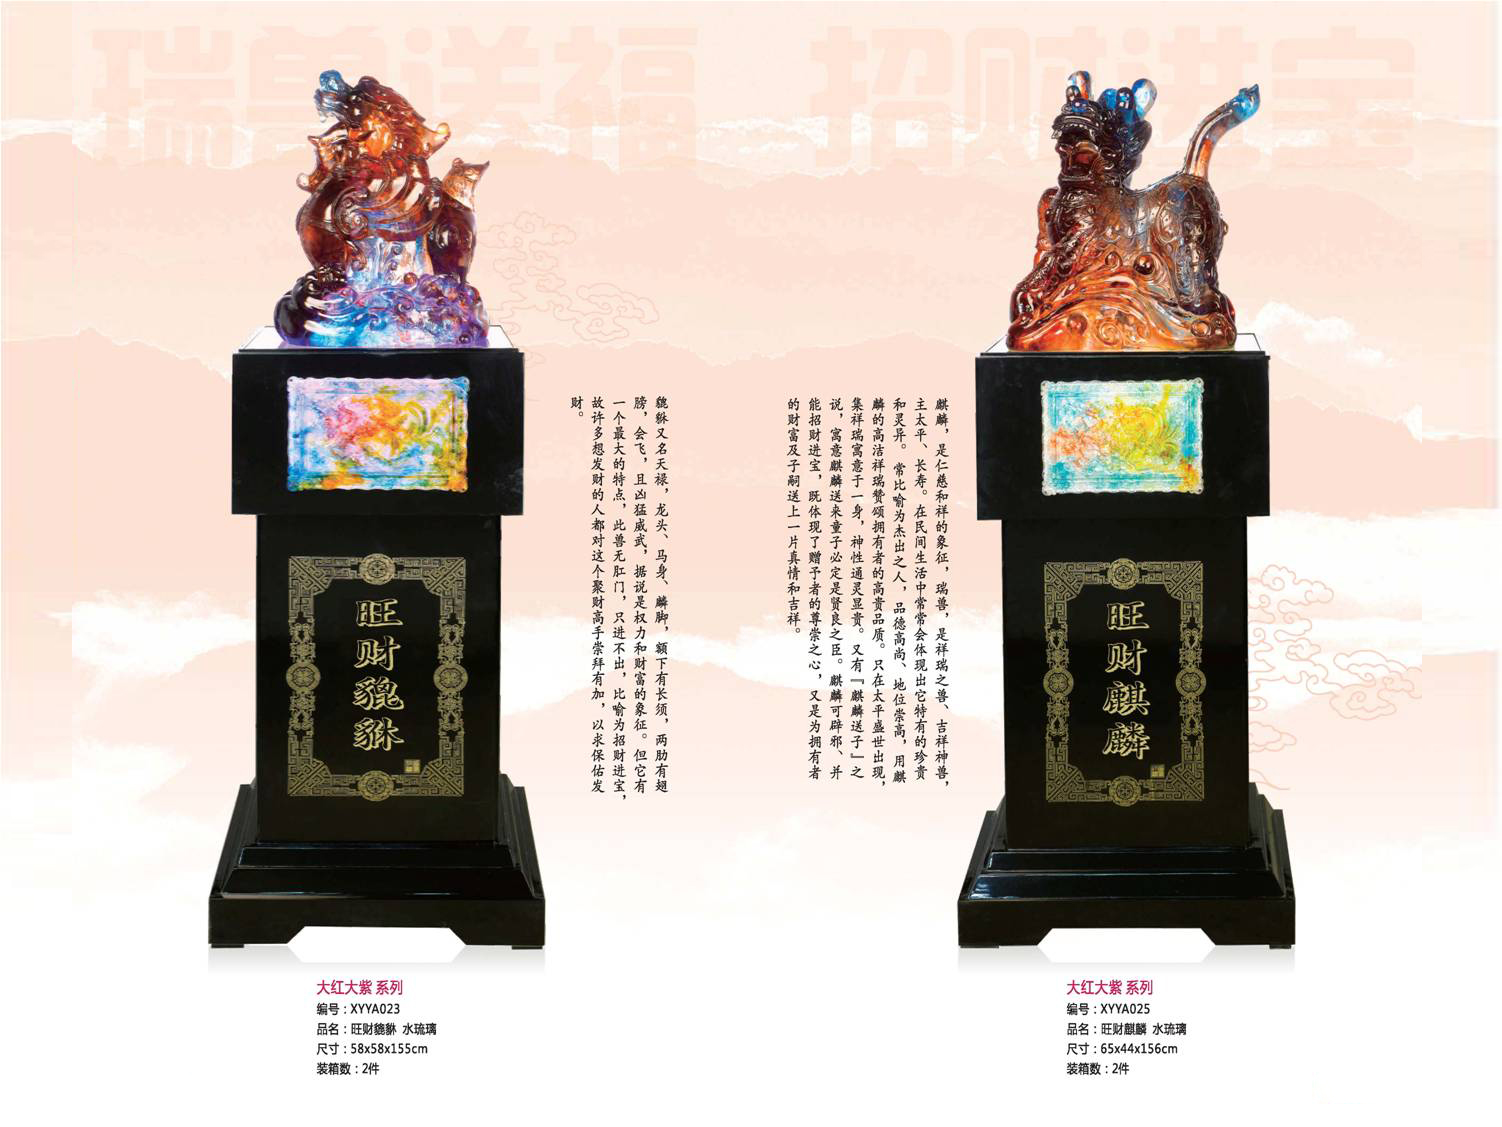 瑞兽送福 招财进宝
旺财貔貅
旺财麒麟
貔貅又名天禄，龙头、马身、麟脚，额下有长须，两肋有翅
膀，会飞，且凶猛威武，据说是权力和财富的象征。但它有
一个最大的特点，此兽无肛门，只进不出，比喻为招财进宝，
故许多想发财的人都对这个聚财高手崇拜有加，以求保佑发
财。
麒麟，是仁慈和祥的象征，瑞兽，是祥瑞之兽、吉祥神兽，
主太平、长寿。在民间生活中常常会体现出它特有的珍贵
和灵异。常比喻为杰出之人，品德高尚、地位崇高，用麒
麟的高洁祥瑞赞颂拥有者的高贵品质。只在太平盛世出现，
集祥瑞寓意于一身，神性通灵显贵。又有『麒麟送子』之
说，寓意麒麟送来童子必定是贤良之臣。麒麟可辟邪、并
能招财进宝，既体现了赠予者的尊崇之心，又是为拥有者
的财富及子嗣送上一片真情和吉祥。
大红大紫 系列
编号：XYYA023
品名：旺财貔貅 水琉璃
尺寸：58x58x155cm
装箱数：2件
大红大紫 系列
编号：XYYA025
品名：旺财麒麟 水琉璃
尺寸：65x44x156cm
装箱数：2件